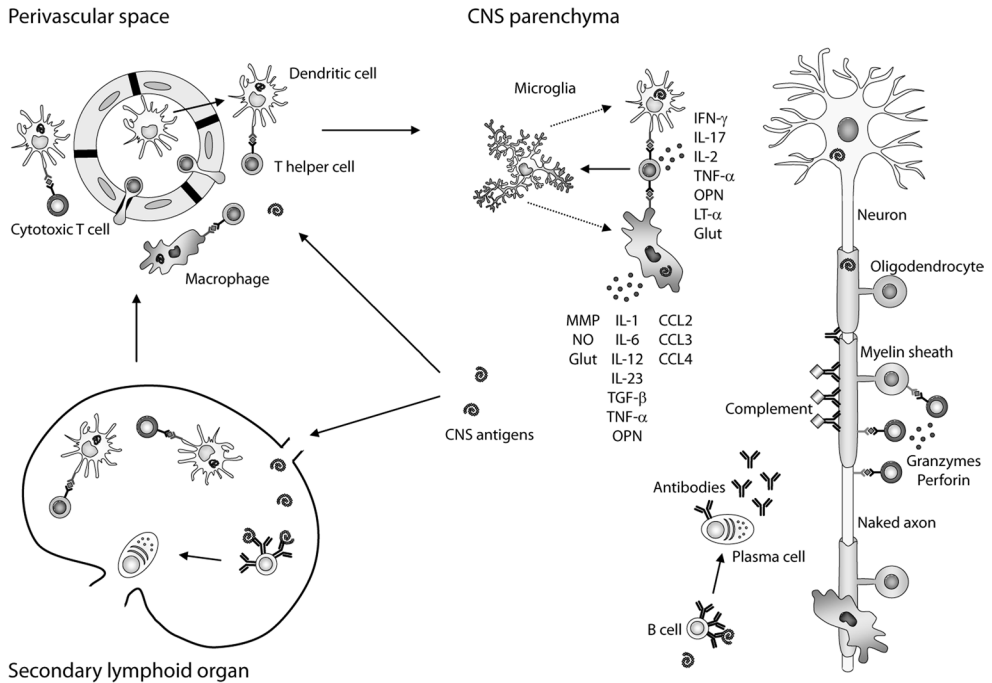 Perivascular space
CNS parenchyma
Dendritic cell
T helper cell
Cytotoxic T cell
Macrophage
Microglia
IFN-γ
IL-17
IL-2
TNF-α
OPN
LT-α
Glut
MMP IL-1 CCL2
NO IL-6 CCL3
Glut IL-12 CCL4
IL-23
TGF-β
TNF-α
OPN
CNS antigens
Neuron
Oligodendrocyte
Myelin sheath
Complement
Granzymes
Perforin
Antibodies
Naked axon
Plasma cell
B cell
Secondary lymphoid organ